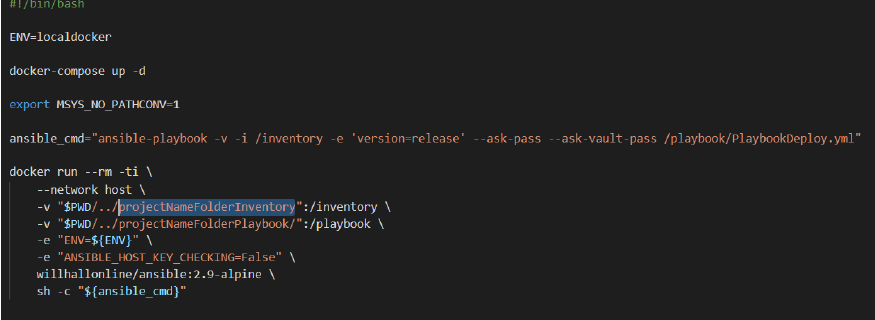 #!/bin/bash
ENV=localdocker
docker-compose up -d
export MSYS_NO_PATHCONV=1
ansible_cmd="ansible-playbook -v -i /inventory -e 'version=release' --ask-pass --ask-vault-pass /playbook/PlaybookDeploy.yml"
docker run --rm -ti \
--network host \
-v "$PWD/../projectNameFolderInventory":/inventory \
-v "$PWD/../projectNameFolderPlaybook/":/playbook \
-e "ENV=${ENV}" \
-e "ANSIBLE_HOST_KEY_CHECKING=False" \
willhallonline/ansible:2.9-alpine \
sh -c "${ansible_cmd}"